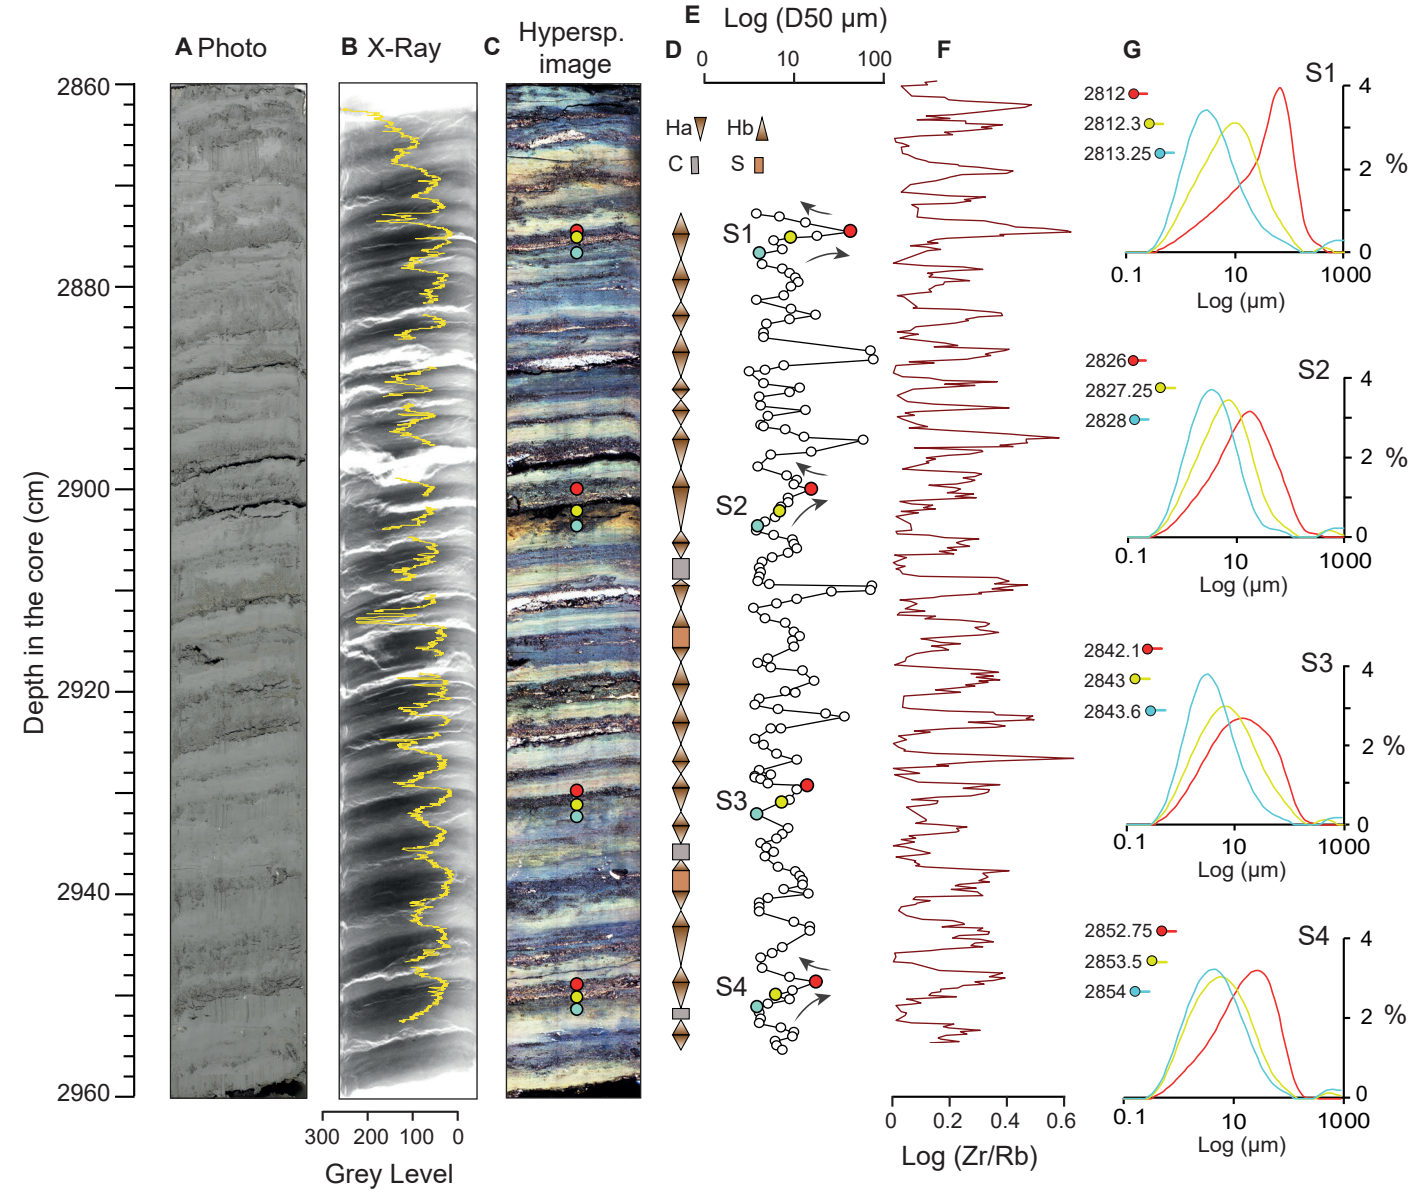 E
Log (D50 µm)
A Photo
B X-Ray
C
Hypersp.
image
D
0
10
100
F
G
S1
2860
2880
2900
2920
2940
2960
Depth in the core (cm)
Ha
Hb
C
S
S1
S2
S3
S4
300
200
100
0
Grey Level
0
0.2
0.4
0.6
Log (Zr/Rb)
2812
2812.3
2813.25
4
2
%
0
0.1
10
1000
Log (µm)
S2
2826
2827.25
2828
4
2
%
0
0.1
10
1000
Log (µm)
S3
2842.1
2843
2843.6
4
2
%
0
0.1
10
1000
Log (µm)
S4
2852.75
2853.5
2854
4
2
%
0
0.1
10
1000
Log (µm)